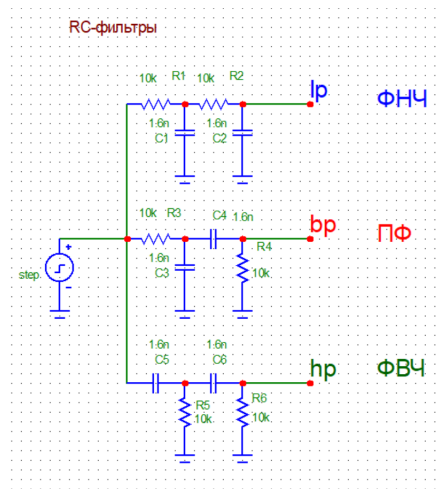 RC-фильтры
10k R1 10k R2
lp
ФНЧ
1.6n 1.6n
C1 C2
10k R3 C4 1.6n
bp
ПФ
R4
1.6n
C3 10k
+
step
-
1.6n 1.6n
C5 C6
hp
ФВЧ
R5 R6
10k 10k